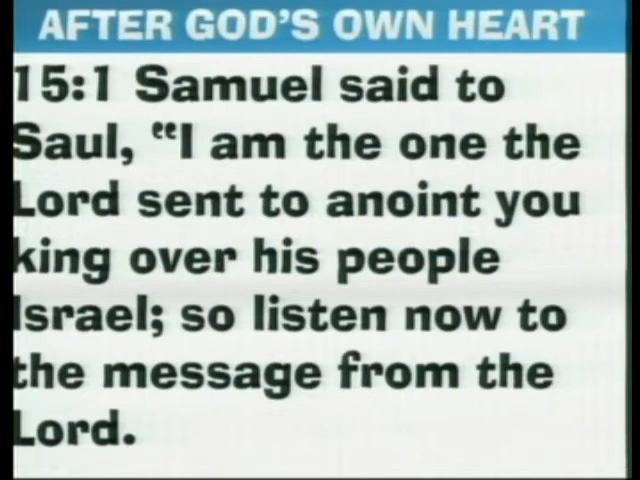 AFTER GOD'S OWN HEART
15:1 Samuel said to
Saul, “I am the one the
Lord sent to anoint you
king over his people
Israel; so listen now to
the message from the
Lord.